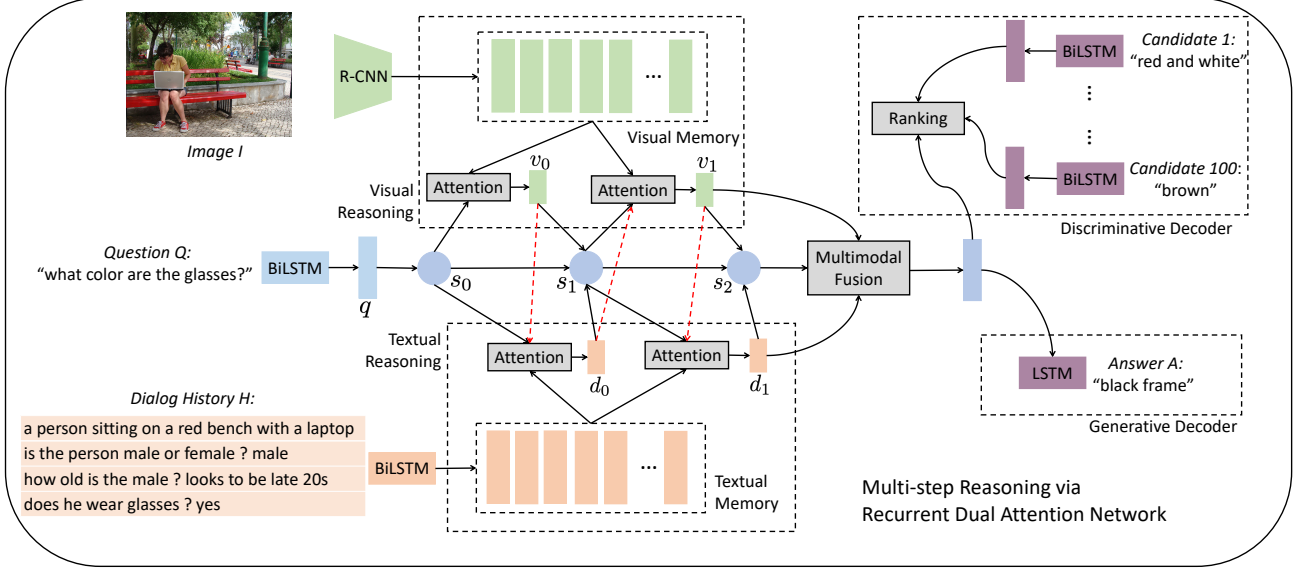 Image I
R-CNN
...
Visual Memory
Visual
Reasoning
Attention
v0
Attention
v1
Question Q:
"what color are the glasses?"
BiLSTM
q
s0
s1
s2
Multimodal
Fusion
Textual
Reasoning
Attention
d0
Attention
d1
Dialog History H:
a person sitting on a red bench with a laptop
is the person male or female ? male
how old is the male ? looks to be late 20s
does he wear glasses ? yes
BiLSTM
...
Textual
Memory
Ranking
BiLSTM
Candidate 1:
"red and white"
...
...
BiLSTM
Candidate 100:
"brown"
Discriminative Decoder
LSTM
Answer A:
"black frame"
Generative Decoder
Multi-step Reasoning via
Recurrent Dual Attention Network